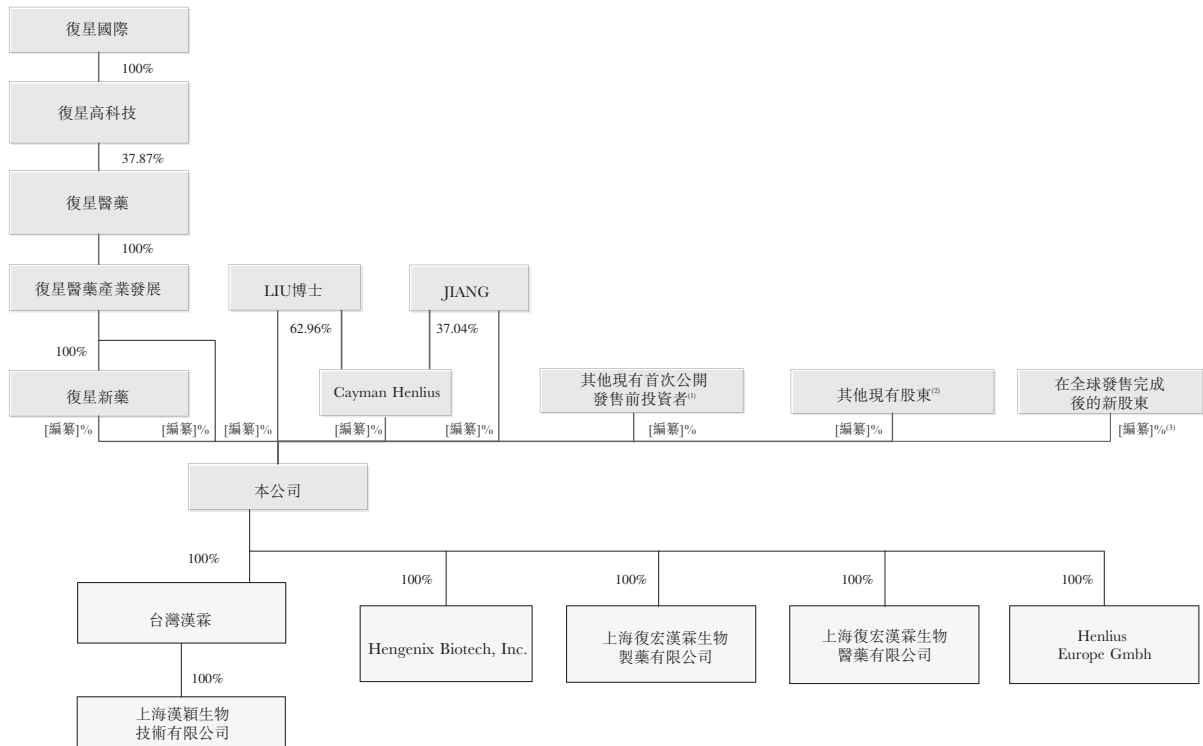 復星國際
100%
復星高科技
37.87%
復星醫藥
100%
復星醫藥產業發展
LIU博士
JIANG
62.96%
37.04%
100%
復星新藥
Cayman Henlius
其他現有首次公開
發售前投資者(1)
其他現有股東(2)
在全球發售完成
後的新股東
[編纂]%
[編纂]%
[編纂]%
[編纂]%
[編纂]%
[編纂]%
[編纂]%
[編纂]%(3)
本公司
100%
100%
100%
100%
100%
台灣漢霖
Hengenix Biotech, Inc.
上海復宏漢霖生物
製藥有限公司
上海復宏漢霖生物
醫藥有限公司
Henlius
Europe Gmbh
100%
上海漢穎生物
技術有限公司